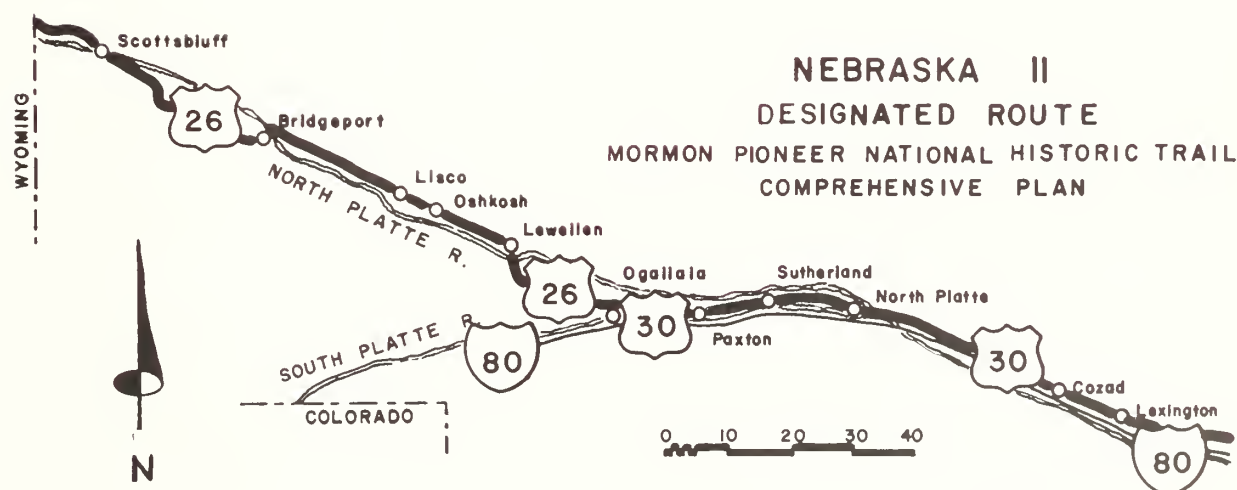 NEBRASKA II
DESIGNATED ROUTE
MORMON PIONEER NATIONAL HISTORIC TRAIL
COMPREHENSIVE PLAN
Scottsbluff
WYOMING
26
Bridgeport
NORTH PLATTE R.
Lisco
Oshkosh
Lewellen
26
Ogallala
30
Paxton
Sutherland
North Platte
SOUTH PLATTE R.
80
COLORADO
30
Cozad
Lexington
80
0 10 20 30 40
N